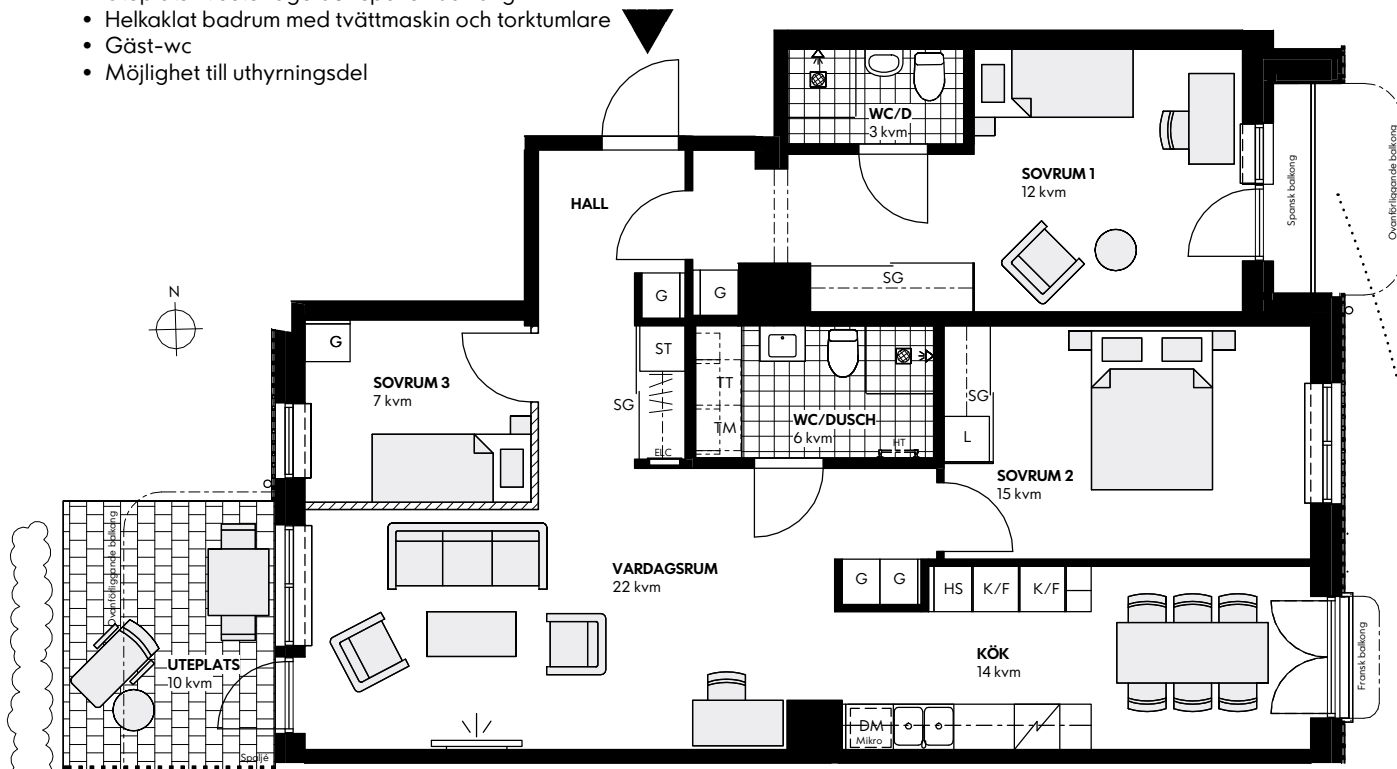 • Helkaklat badrum med tvättmaskin och torktumlare
• Gäst-wc
• Möjlighet till uthyrningsdel
WC/D
3 kvm
SOVRUM 1
12 kvm
Spansk balkong
Ovanförliggande balkong
HALL
SG
G
G
N
G
SOVRUM 3
7 kvm
ST
SG
ELC
TT
TM
WC/DUSCH
6 kvm
HT
SG
L
SOVRUM 2
15 kvm
Ovanförliggande balkong
UTEPLATS
10 kvm
Spaljé
VARDAGSRUM
22 kvm
G
G
HS
K/F
K/F
KÖK
14 kvm
Fransk balkong
DM
Mikro